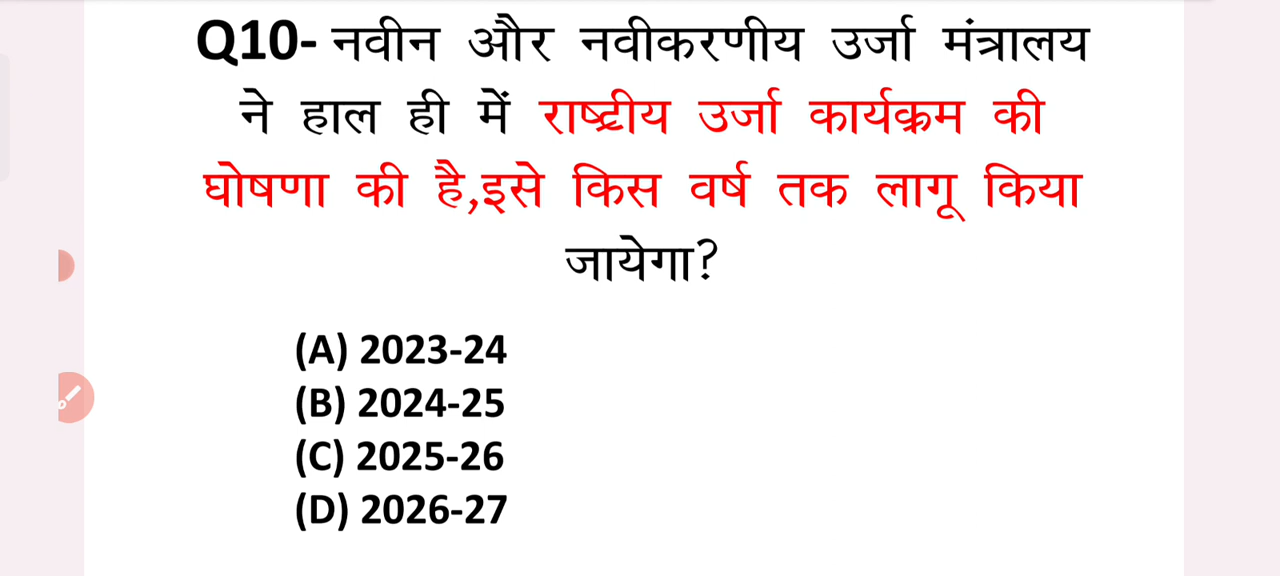 Q10- नवीन और नवीकरणीय उर्जा मंत्रालय
ने हाल ही में राष्ट्रीय उर्जा कार्यक्रम की
घोषणा की है,इसे किस वर्ष तक लागू किया
जायेगा?
(A) 2023-24
(B) 2024-25
(C) 2025-26
(D) 2026-27